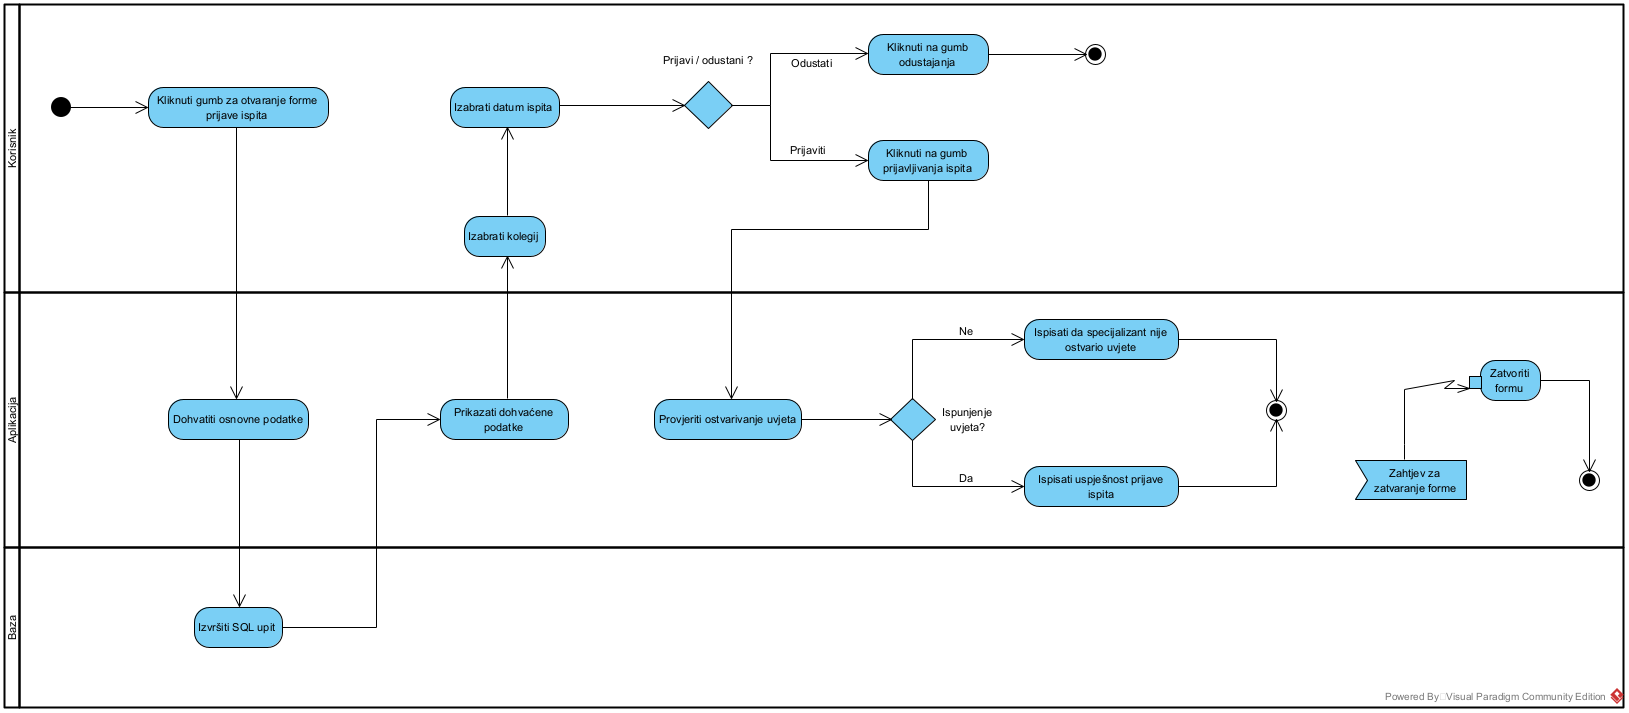 Korisnik
Kliknuti gumb za otvaranje forme
prijave ispita
Izabrati datum ispita
Izabrati kolegij
Prijavi / odustani ?
Odustati
Kliknuti na gumb
odustajanja
Prijaviti
Kliknuti na gumb
prijavljivanja ispita
Aplikacija
Dohvatiti osnovne podatke
Prikazati dohvaćene
podatke
Provjeriti ostvarivanje uvjeta
Ispunjenje
uvjeta?
Ne
Ispisati da specijalizant nije
ostvario uvjete
Da
Ispisati uspješnost prijave
ispita
Zahtjev za
zatvaranje forme
Zatvoriti
formu
Baza
Izvršiti SQL upit
Powered By Visual Paradigm Community Edition